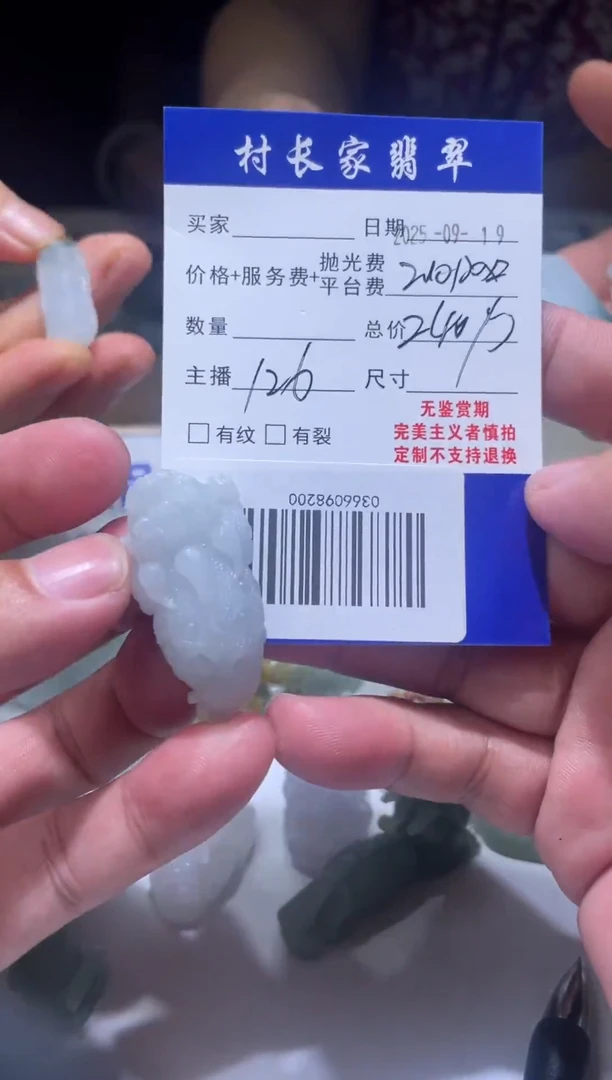 村长家翡翠
买家 日期 2025-09-19
价格+服务费+抛光费平台费
数量 总价
主播 126 尺寸
无鉴赏期
□有纹 □有裂 完美主义者慎拍
定制不支持退换
0366098200